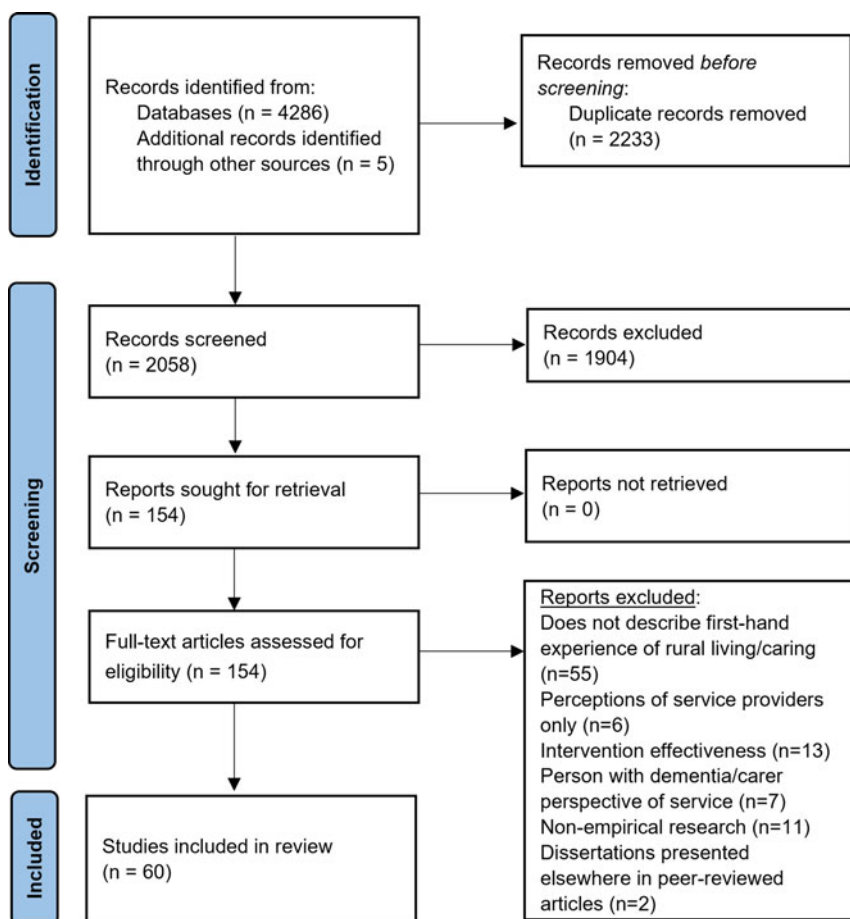 Identification
Records identified from:
Databases (n = 4286)
Additional records identified
through other sources (n = 5)
Records removed before
screening:
Duplicate records removed
(n = 2233)
Screening
Records screened
(n = 2058)
Records excluded
(n = 1904)
Reports sought for retrieval
(n = 154)
Reports not retrieved
(n = 0)
Full-text articles assessed for
eligibility (n = 154)
Reports excluded:
Does not describe first-hand
experience of rural living/caring
(n=55)
Perceptions of service providers
only (n=6)
Intervention effectiveness (n=13)
Person with dementia/carer
perspective of service (n=7)
Non-empirical research (n=11)
Dissertations presented
elsewhere in peer-reviewed
articles (n=2)
Included
Studies included in review
(n = 60)